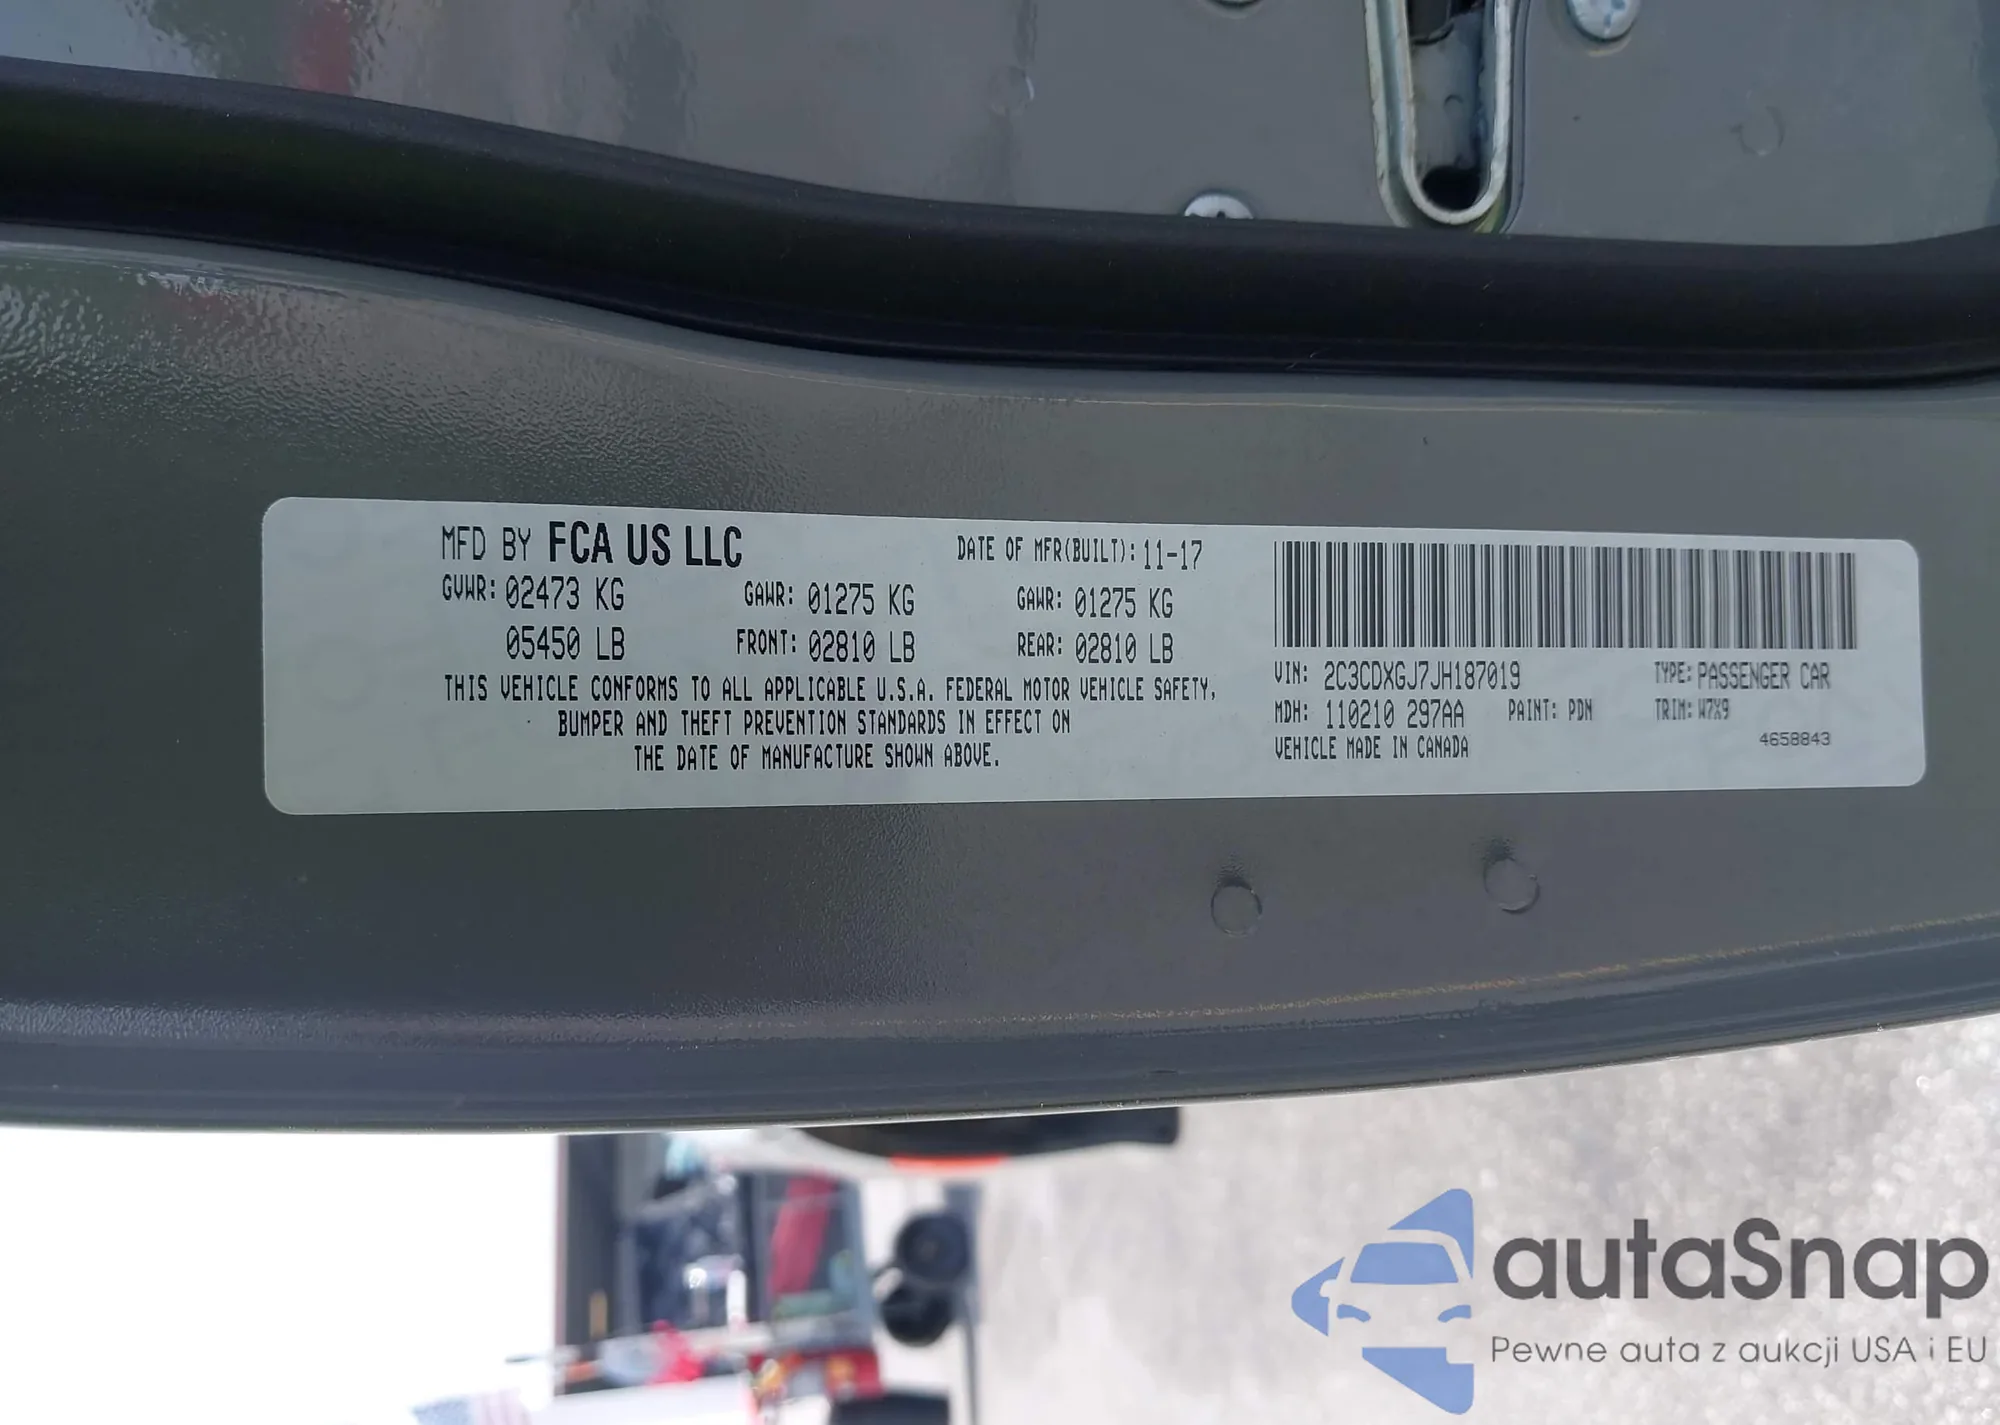 MFD BY FCA US LLC DATE OF MFR(BUILT): 11-17
GVWR: 02473 KG GAWR: 01275 KG GAWR: 01275 KG
05450 LB FRONT: 02810 LB REAR: 02810 LB
THIS VEHICLE CONFORMS TO ALL APPLICABLE U.S.A. FEDERAL MOTOR VEHICLE SAFETY,
BUMPER AND THEFT PREVENTION STANDARDS IN EFFECT ON
THE DATE OF MANUFACTURE SHOWN ABOVE.
VIN: 2C3CDXGJ7JH187019 TYPE: PASSENGER CAR
MDH: 110210 297AA PAINT: PDN TRIM: W7X9
VEHICLE MADE IN CANADA 4658843
autaSnap
Pewne auta z aukcji USA i EU